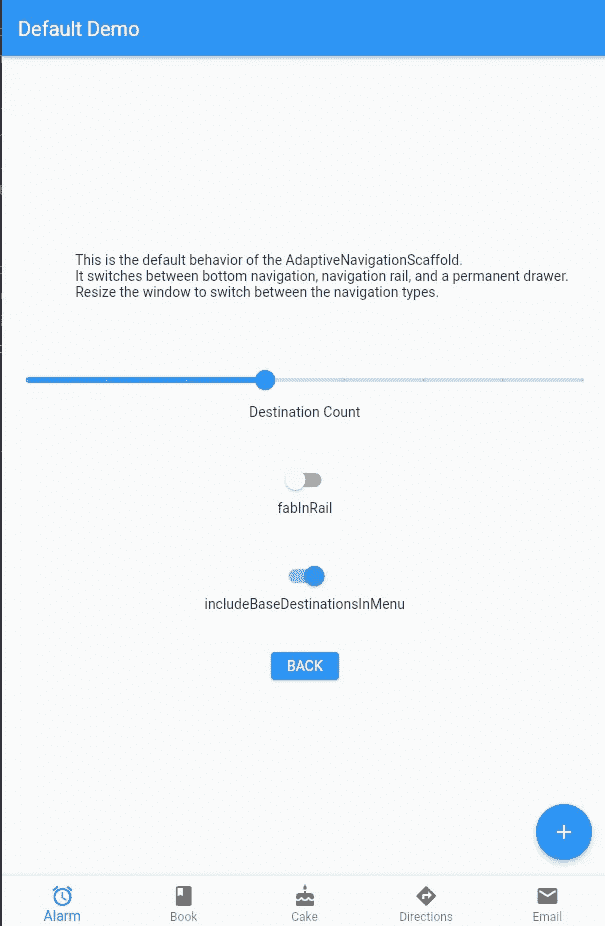 Default Demo
This is the default behavior of the AdaptiveNavigationScaffold.
It switches between bottom navigation, navigation rail, and a permanent drawer.
Resize the window to switch between the navigation types.
Destination Count
fabInRail
includeBaseDestinationsInMenu
BACK
Alarm
Book
Cake
Directions
Email